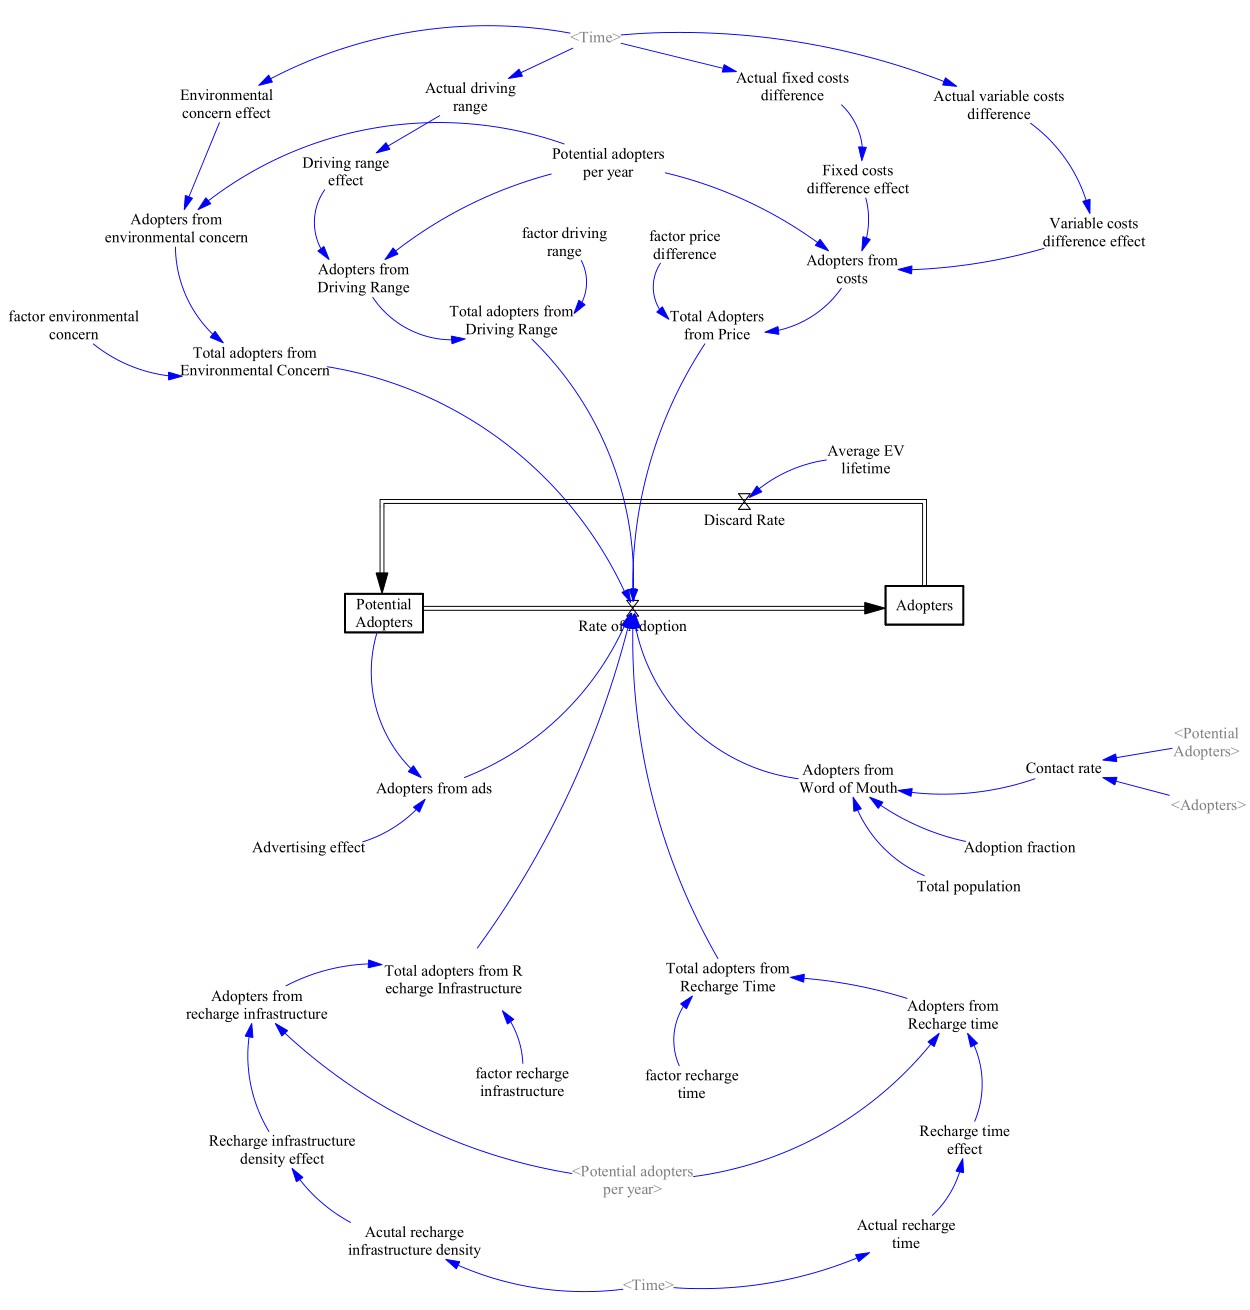 <Time>
Environmental
concern effect
Actual driving
range
Actual fixed costs
difference
Actual variable costs
difference
Driving range
effect
Potential adopters
per year
Fixed costs
difference effect
Adopters from
environmental concern
factor driving
range
factor price
difference
Variable costs
difference effect
Adopters from
Driving Range
Adopters from
costs
factor environmental
concern
Total adopters from
Driving Range
Total Adopters
from Price
Total adopters from
Environmental Concern
Average EV
lifetime
Discard Rate
Potential
Adopters
Adopters
Rate of Adoption
<Potential
Adopters>
Adopters from
Word of Mouth
Contact rate
Adopters from ads
<Adopters>
Advertising effect
Adoption fraction
Total population
Total adopters from R
echarge Infrastructure
Total adopters from
Recharge Time
Adopters from
recharge infrastructure
Adopters from
Recharge time
factor recharge
infrastructure
factor recharge
time
Recharge infrastructure
density effect
Recharge time
effect
<Potential adopters
per year>
Acutal recharge
infrastructure density
Actual recharge
time
<Time>